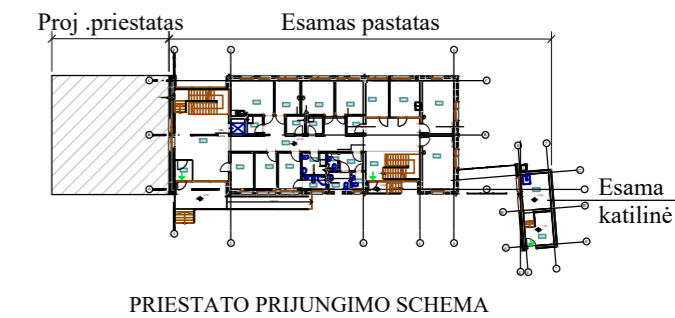 Proj .priestatas
Esamas pastatas
Esama
katilinė
PRIESTATO PRIJUNGIMO SCHEMA